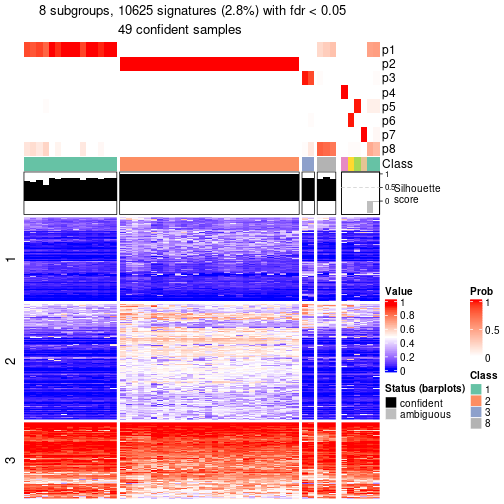 8 subgroups, 10625 signatures (2.8%) with fdr < 0.05
49 confident samples
p1
p2
p3
p4
p5
p6
p7
p8
Class
1
0.5
0
Silhouette
score
1
2
3
Value
1
0.8
0.6
0.4
0.2
0
Status (barplots)
confident
ambiguous
Prob
1
0.5
0
Class
1
2
3
8